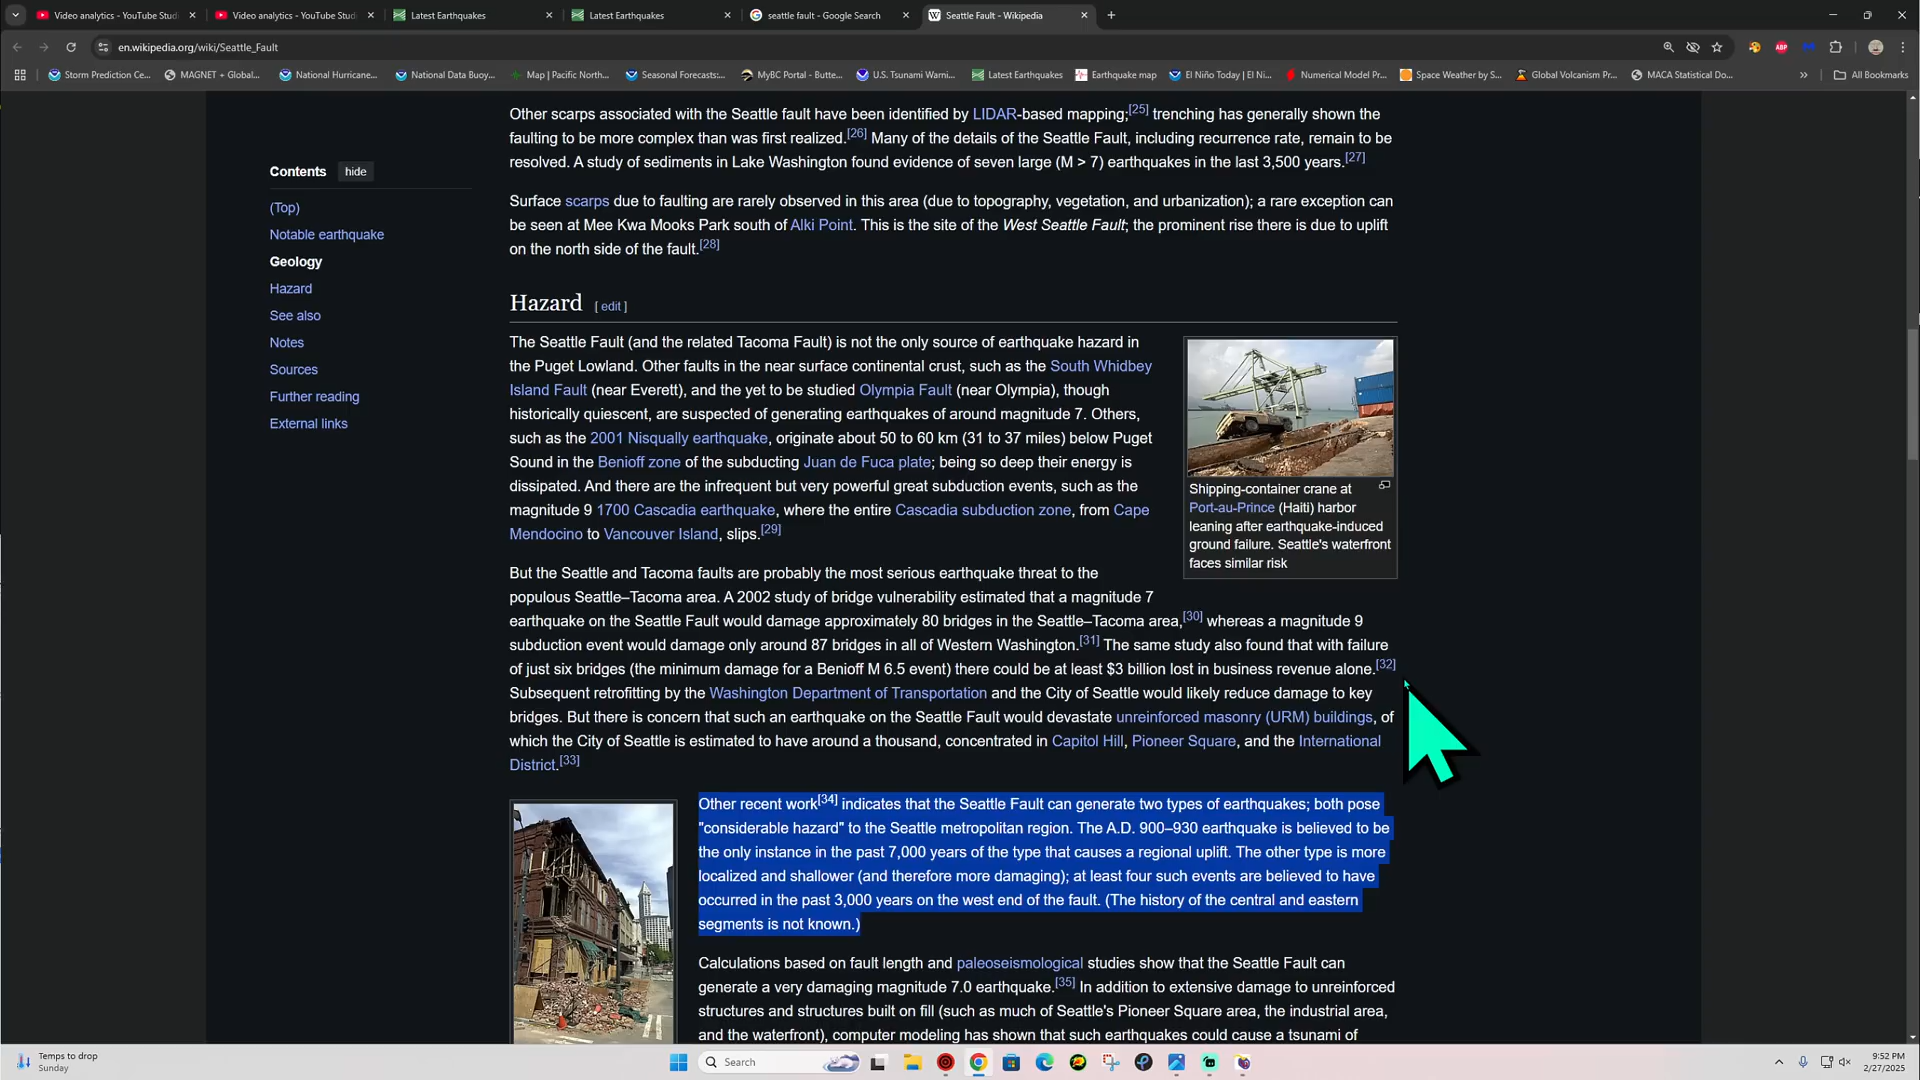 Video analytics - YouTube Studi
Video analytics - YouTube Studi
Latest Earthquakes
Latest Earthquakes
seattle fault - Google Search
Seattle Fault - Wikipedia
en.wikipedia.org/wiki/Seattle_Fault
Storm Prediction Ce...
MAGNET + Global...
National Hurricane...
National Data Buoy...
Map | Pacific North...
Seasonal Forecasts:...
MyBC Portal - Butte...
U.S. Tsunami Warni...
Latest Earthquakes
Earthquake map
El Niño Today | El Ni...
Numerical Model Pr...
Space Weather by S...
Global Volcanism Pr...
MACA Statistical Do...
All Bookmarks
Contents hide
(Top)
Notable earthquake
Geology
Hazard
See also
Notes
Sources
Further reading
External links
Other scarps associated with the Seattle fault have been identified by LIDAR-based mapping;[25] trenching has generally shown the
faulting to be more complex than was first realized.[26] Many of the details of the Seattle Fault, including recurrence rate, remain to be
resolved. A study of sediments in Lake Washington found evidence of seven large (M > 7) earthquakes in the last 3,500 years.[27]
Surface scarps due to faulting are rarely observed in this area (due to topography, vegetation, and urbanization); a rare exception can
be seen at Mee Kwa Mooks Park south of Alki Point. This is the site of the West Seattle Fault; the prominent rise there is due to uplift
on the north side of the fault.[28]
Hazard [ edit ]
The Seattle Fault (and the related Tacoma Fault) is not the only source of earthquake hazard in
the Puget Lowland. Other faults in the near surface continental crust, such as the South Whidbey
Island Fault (near Everett), and the yet to be studied Olympia Fault (near Olympia), though
historically quiescent, are suspected of generating earthquakes of around magnitude 7. Others,
such as the 2001 Nisqually earthquake, originate about 50 to 60 km (31 to 37 miles) below Puget
Sound in the Benioff zone of the subducting Juan de Fuca plate; being so deep their energy is
dissipated. And there are the infrequent but very powerful great subduction events, such as the
magnitude 9 1700 Cascadia earthquake, where the entire Cascadia subduction zone, from Cape
Mendocino to Vancouver Island, slips.[29]
Shipping-container crane at
Port-au-Prince (Haiti) harbor
leaning after earthquake-induced
ground failure. Seattle's waterfront
faces similar risk
But the Seattle and Tacoma faults are probably the most serious earthquake threat to the
populous Seattle–Tacoma area. A 2002 study of bridge vulnerability estimated that a magnitude 7
earthquake on the Seattle Fault would damage approximately 80 bridges in the Seattle–Tacoma area,[30] whereas a magnitude 9
subduction event would damage only around 87 bridges in all of Western Washington.[31] The same study also found that with failure
of just six bridges (the minimum damage for a Benioff M 6.5 event) there could be at least $3 billion lost in business revenue alone.[32]
Subsequent retrofitting by the Washington Department of Transportation and the City of Seattle would likely reduce damage to key
bridges. But there is concern that such an earthquake on the Seattle Fault would devastate unreinforced masonry (URM) buildings, of
which the City of Seattle is estimated to have around a thousand, concentrated in Capitol Hill, Pioneer Square, and the International
District.[33]
Other recent work[34] indicates that the Seattle Fault can generate two types of earthquakes; both pose
"considerable hazard" to the Seattle metropolitan region. The A.D. 900–930 earthquake is believed to be
the only instance in the past 7,000 years of the type that causes a regional uplift. The other type is more
localized and shallower (and therefore more damaging); at least four such events are believed to have
occurred in the past 3,000 years on the west end of the fault. (The history of the central and eastern
segments is not known.)
Calculations based on fault length and paleoseismological studies show that the Seattle Fault can
generate a very damaging magnitude 7.0 earthquake.[35] In addition to extensive damage to unreinforced
structures and structures built on fill (such as much of Seattle's Pioneer Square area, the industrial area,
and the waterfront), computer modeling has shown that such earthquakes could cause a tsunami of
Temps to drop
Sunday
Search
9:52 PM
2/27/2025